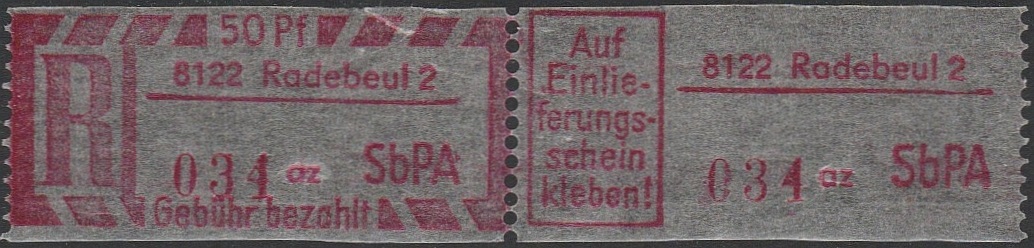 50 Pf
R
8122 Radebeul 2
034 az SbPA
Gebühr bezahlt
Auf
Einlie-
ferungs-
schein
kleben!
8122 Radebeul 2
034 az SbPA